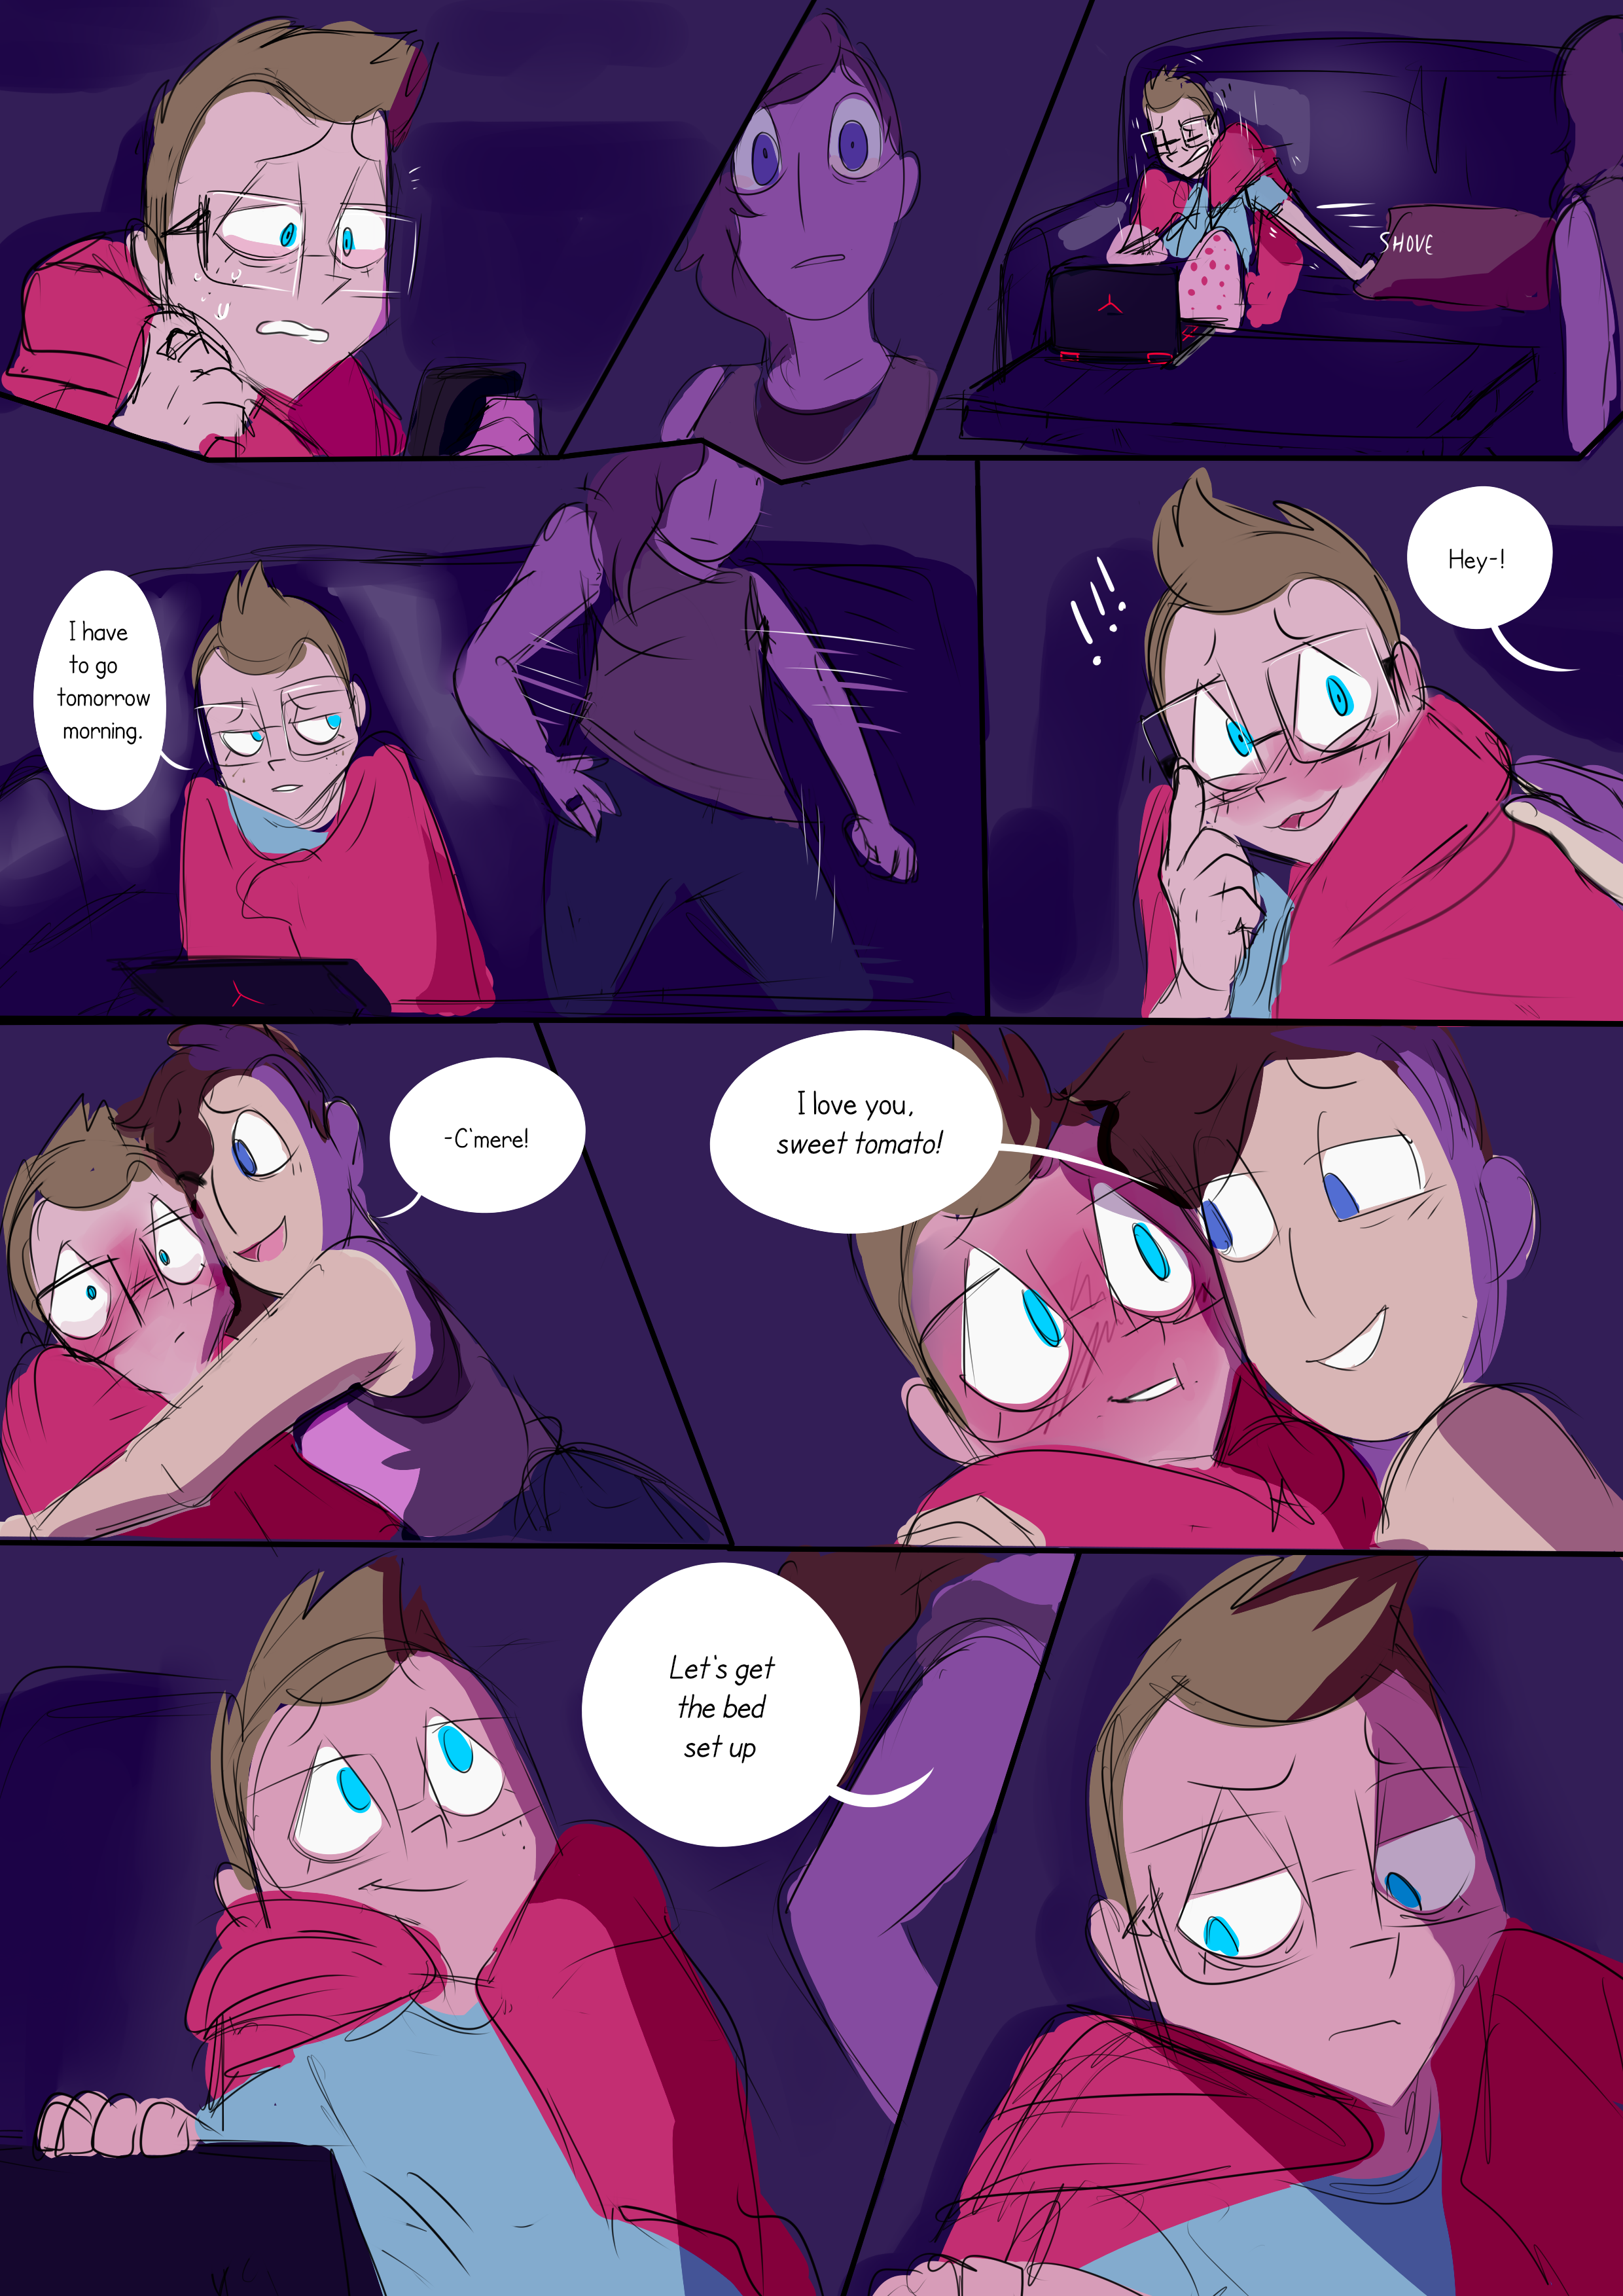 SHOVE
I have
to go
tomorrow
morning.
Hey-!
-C'mere!
I love you,
sweet tomato!
Let's get
the bed
set up